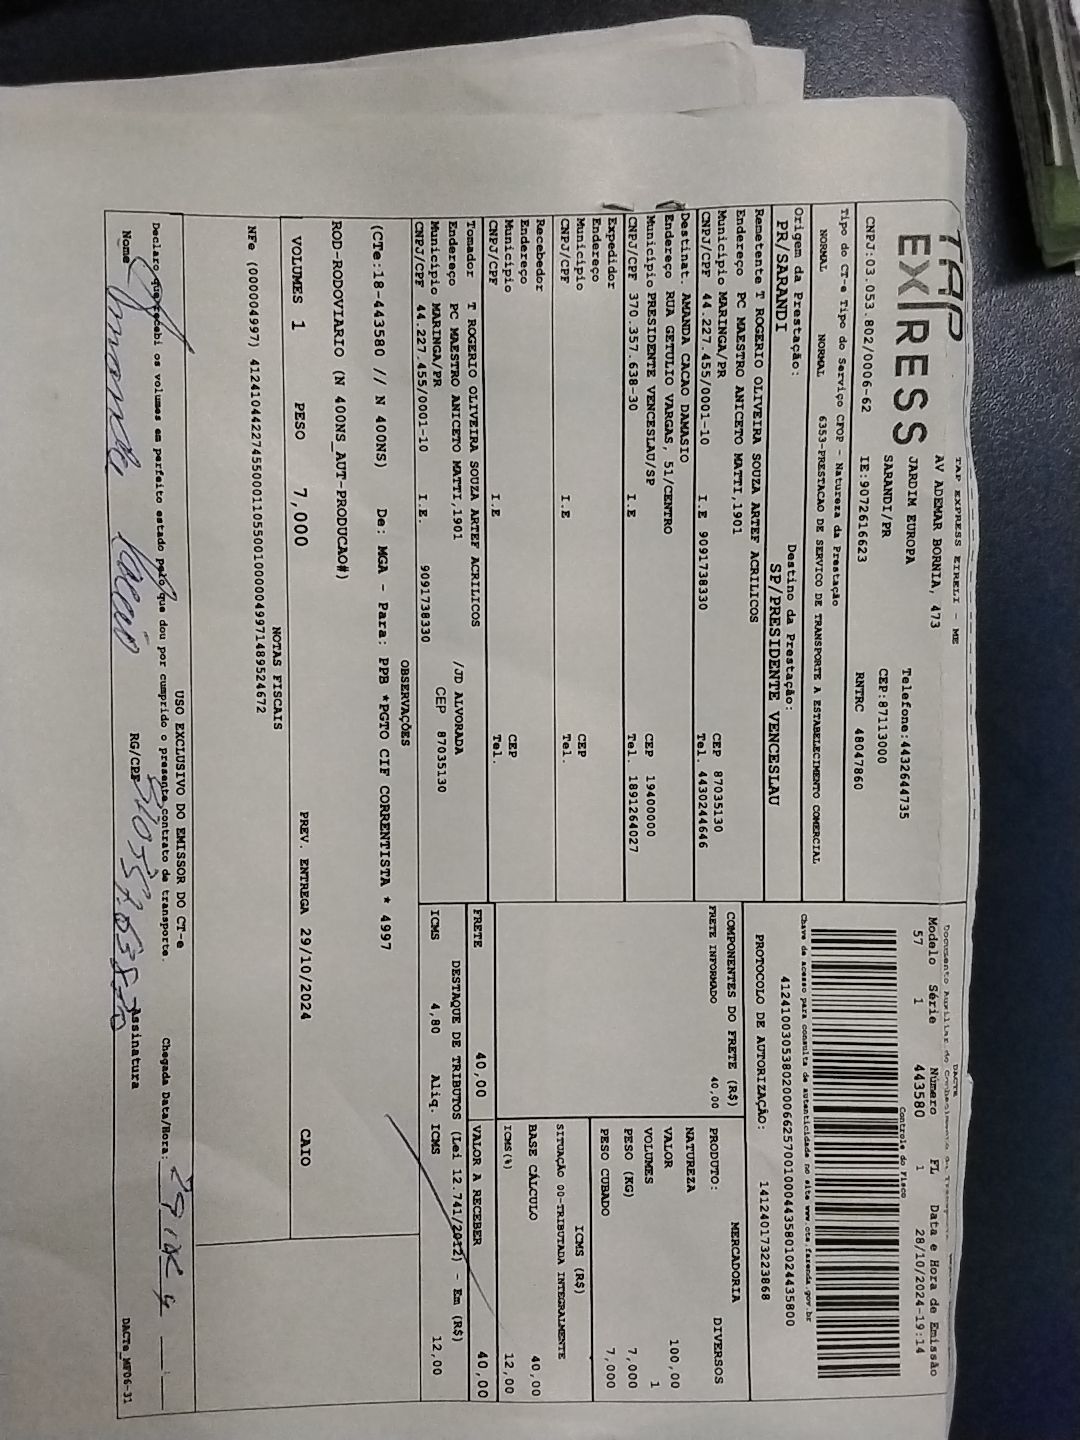 TAP EXPRESS
TAP EXPRESS EIRELI - ME
AV ADEMAR BORNIA, 473
JARDIM EUROPA
SARANDI/PR
Telefone:4432644735
CEP:87113000
CNPJ:03.053.802/0006-62 IE:9072616623 RNTRC 48047860
Tipo do CT-e Tipo do Serviço CFOP - Natureza da Prestação
NORMAL NORMAL 6353-PRESTACAO DE SERVICO DE TRANSPORTE A ESTABELECIMENTO COMERCIAL
Origem da Prestação: Destino da Prestação:
PR/SARANDI SP/PRESIDENTE VENCESLAU
Remetente T ROGERIO OLIVEIRA SOUZA ARTEF ACRILICOS
Endereço PC MAESTRO ANICETO MATTI,1901
Município MARINGA/PR CEP 87035130
CNPJ/CPF 44.227.455/0001-10 I.E 9091738330 Tel. 4430244646
Destinat. AMANDA CACAO DAMASIO
Endereço RUA GETULIO VARGAS, 51/CENTRO
Município PRESIDENTE VENCESLAU/SP CEP 19400000
CNPJ/CPF 370.357.638-30 I.E Tel. 1891264027
Expedidor
Endereço
Município CEP
CNPJ/CPF I.E Tel.
Recebedor
Endereço
Município CEP
CNPJ/CPF I.E Tel.
Tomador T ROGERIO OLIVEIRA SOUZA ARTEF ACRILICOS
Endereço PC MAESTRO ANICETO MATTI,1901 /JD ALVORADA
Município MARINGA/PR CEP 87035130
CNPJ/CPF 44.227.455/0001-10 I.E. 9091738330
DACTe
Documento Auxiliar do Conhecimento de
Modelo Série Número FL Data e Hora de Emissão
57 1 443580 1 28/10/2024-19:14
Controle do Fisco
Chave de acesso para consulta de autenticidade no site www.cte.fazenda.gov.br
41241003053802000662570010004435801024435800
PROTOCOLO DE AUTORIZAÇÃO: 141240173223868
COMPONENTES DO FRETE (R$)
FRETE INFORMADO 40,00
PRODUTO: MERCADORIA
NATUREZA DIVERSOS
VALOR 100,00
VOLUMES 1
PESO (KG) 7,000
PESO CUBADO 7,000
ICMS (R$)
SITUAÇÃO 00-TRIBUTADA INTEGRALMENTE
BASE CÁLCULO 40,00
ICMS(%) 12,00
FRETE 40,00 VALOR A RECEBER 40,00
DESTAQUE DE TRIBUTOS (Lei 12.741/2012) - Em (R$)
ICMS 4,80 Aliq. ICMS 12,00
OBSERVAÇÕES
(CTe:18-443580 // N 400NS) De: MGA - Para: PPB *PGTO CIF CORRENTISTA * 4997
ROD-RODOVIARIO (N 400NS_AUT-PRODUCAO#)
VOLUMES 1 PESO 7,000 PREV. ENTREGA 29/10/2024 CAIO
NOTAS FISCAIS
NFe (000004997) 41241044227455000110550010000049971489524672
USO EXCLUSIVO DO EMISSOR DO CT-e
Declaro que recebi os volumes em perfeito estado pelo que dou por cumprido o presente contrato de transporte. Chegada Data/Hora:
Nome Amanda Cacao RG/CPF Assinatura
DACTe_MF06-31